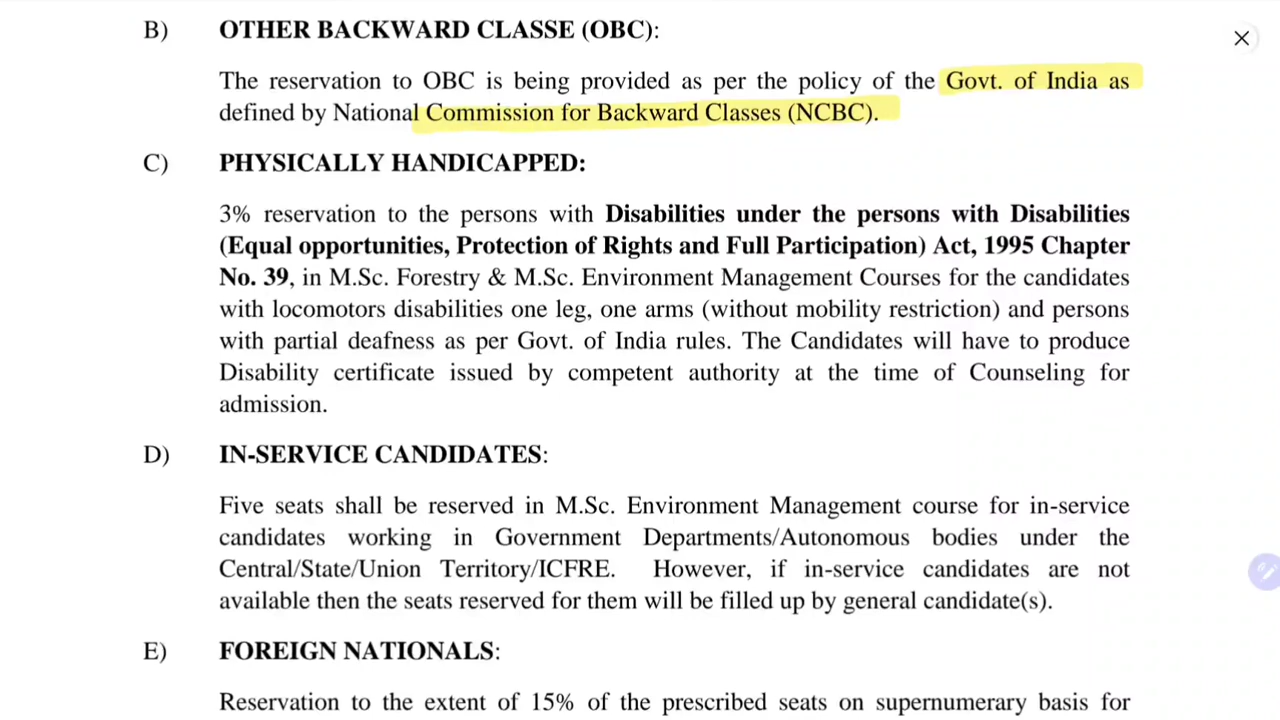 B) OTHER BACKWARD CLASSE (OBC):
The reservation to OBC is being provided as per the policy of the Govt. of India as
defined by National Commission for Backward Classes (NCBC).
C) PHYSICALLY HANDICAPPED:
3% reservation to the persons with Disabilities under the persons with Disabilities
(Equal opportunities, Protection of Rights and Full Participation) Act, 1995 Chapter
No. 39, in M.Sc. Forestry & M.Sc. Environment Management Courses for the candidates
with locomotors disabilities one leg, one arms (without mobility restriction) and persons
with partial deafness as per Govt. of India rules. The Candidates will have to produce
Disability certificate issued by competent authority at the time of Counseling for
admission.
D) IN-SERVICE CANDIDATES:
Five seats shall be reserved in M.Sc. Environment Management course for in-service
candidates working in Government Departments/Autonomous bodies under the
Central/State/Union Territory/ICFRE. However, if in-service candidates are not
available then the seats reserved for them will be filled up by general candidate(s).
E) FOREIGN NATIONALS:
Reservation to the extent of 15% of the prescribed seats on supernumerary basis for